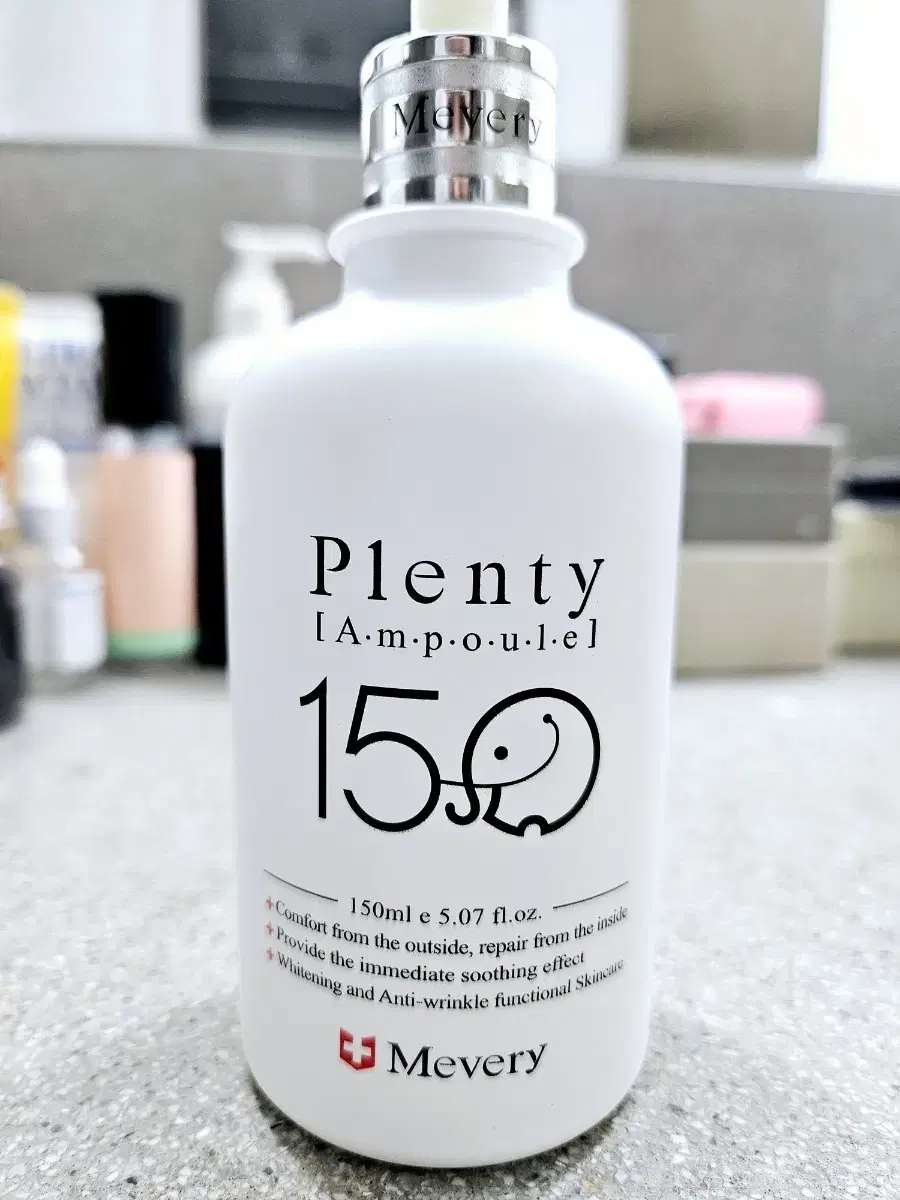 Mevery
Plenty
[A·m·p·o·u·l·e]
150
150ml e 5.07 fl.oz.
+Comfort from the outside, repair from the inside
+Provide the immediate soothing effect
+Whitening and Anti-wrinkle functional Skincare
Mevery